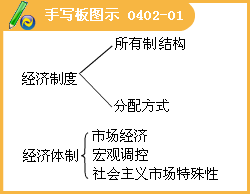 手写板图示 0402-01
所有制结构
经济制度
分配方式
市场经济
经济体制
宏观调控
社会主义市场特殊性